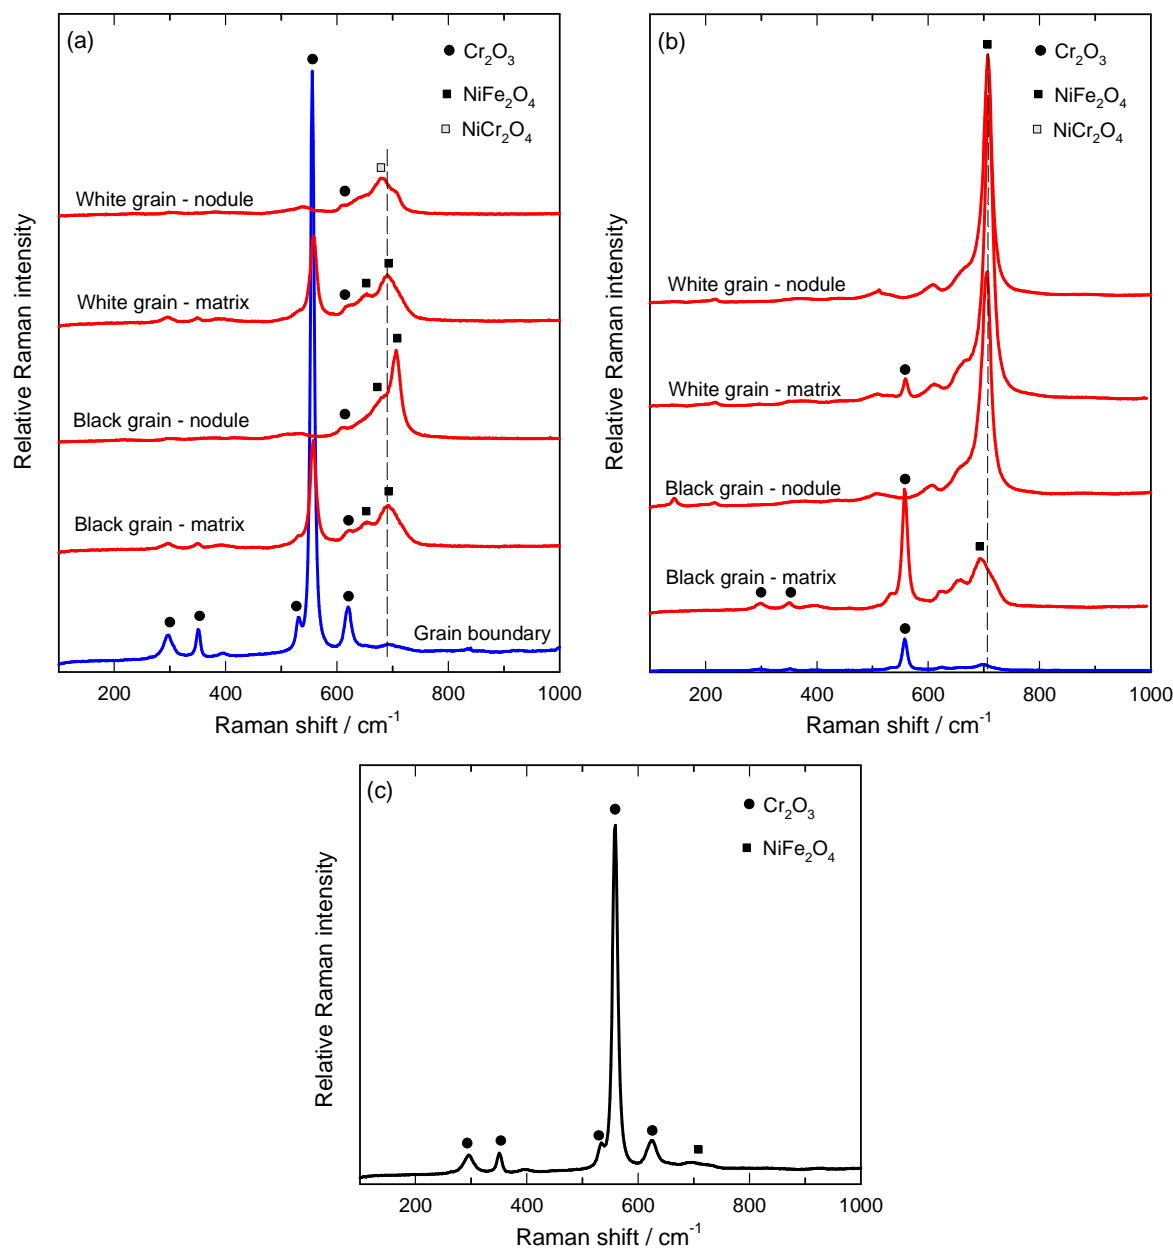 (a)
Cr₂O₃
NiFe₂O₄
NiCr₂O₄
White grain - nodule
White grain - matrix
Black grain - nodule
Black grain - matrix
Grain boundary
Relative Raman intensity
200 400 600 800 1000
Raman shift / cm⁻¹
(b)
Cr₂O₃
NiFe₂O₄
NiCr₂O₄
White grain - nodule
White grain - matrix
Black grain - nodule
Black grain - matrix
Relative Raman intensity
200 400 600 800 1000
Raman shift / cm⁻¹
(c)
Cr₂O₃
NiFe₂O₄
Relative Raman intensity
200 400 600 800 1000
Raman shift / cm⁻¹